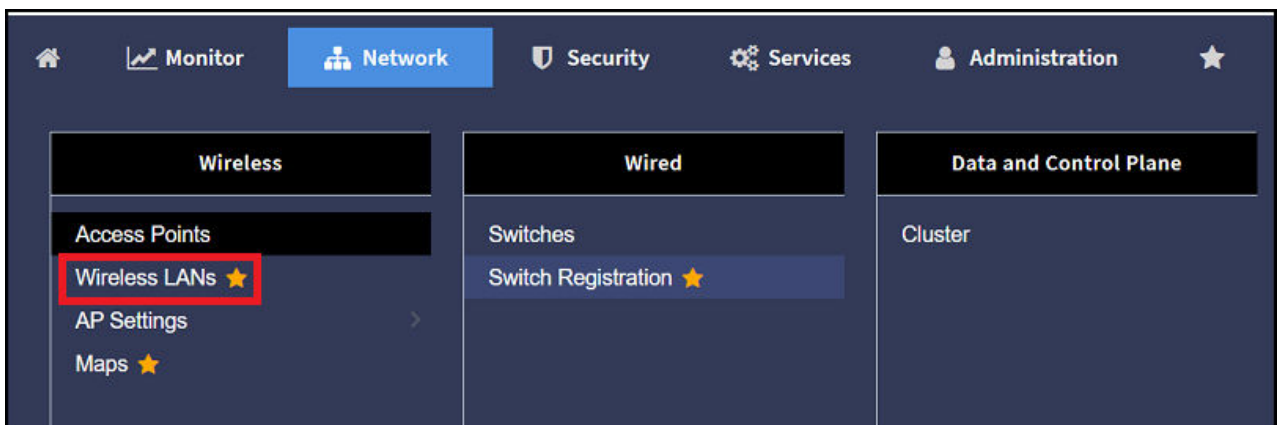 Monitor Network Security Services Administration
Wireless Wired Data and Control Plane
Access Points Switches Cluster
Wireless LANs Switch Registration
AP Settings
Maps